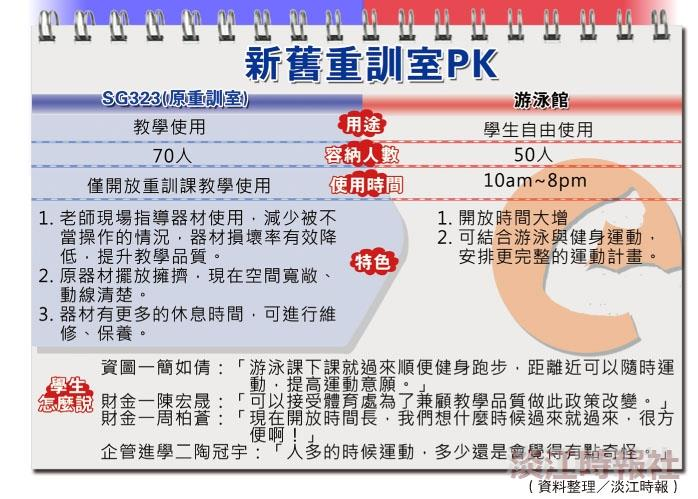 新舊重訓室PK
SG323(原重訓室)
游泳館
教學使用
用途
學生自由使用
70人
容納人數
50人
僅開放重訓課教學使用
使用時間
10am~8pm
1. 老師現場指導器材使用，減少被不
當操作的情況，器材損壞率有效降
低，提升教學品質。
2. 原器材擺放擁擠，現在空間寬敞、
動線清楚。
3. 器材有更多的休息時間，可進行維
修、保養。
特色
1. 開放時間大增
2. 可結合游泳與健身運動，
安排更完整的運動計畫。
學生
怎麼說
資圖一簡如倩：「游泳課下課就過來順便健身跑步，距離近可以隨時運
動，提高運動意願。」
財金一陳宏晟：「可以接受體育處為了兼顧教學品質做此政策改變。」
財金一周柏蒼：「現在開放時間長，我們想什麼時候過來就過來，很方
便啊！」
企管進學二陶冠宇：「人多的時候運動，多少還是會覺得有點奇怪。」
淡江時報社
（資料整理／淡江時報）